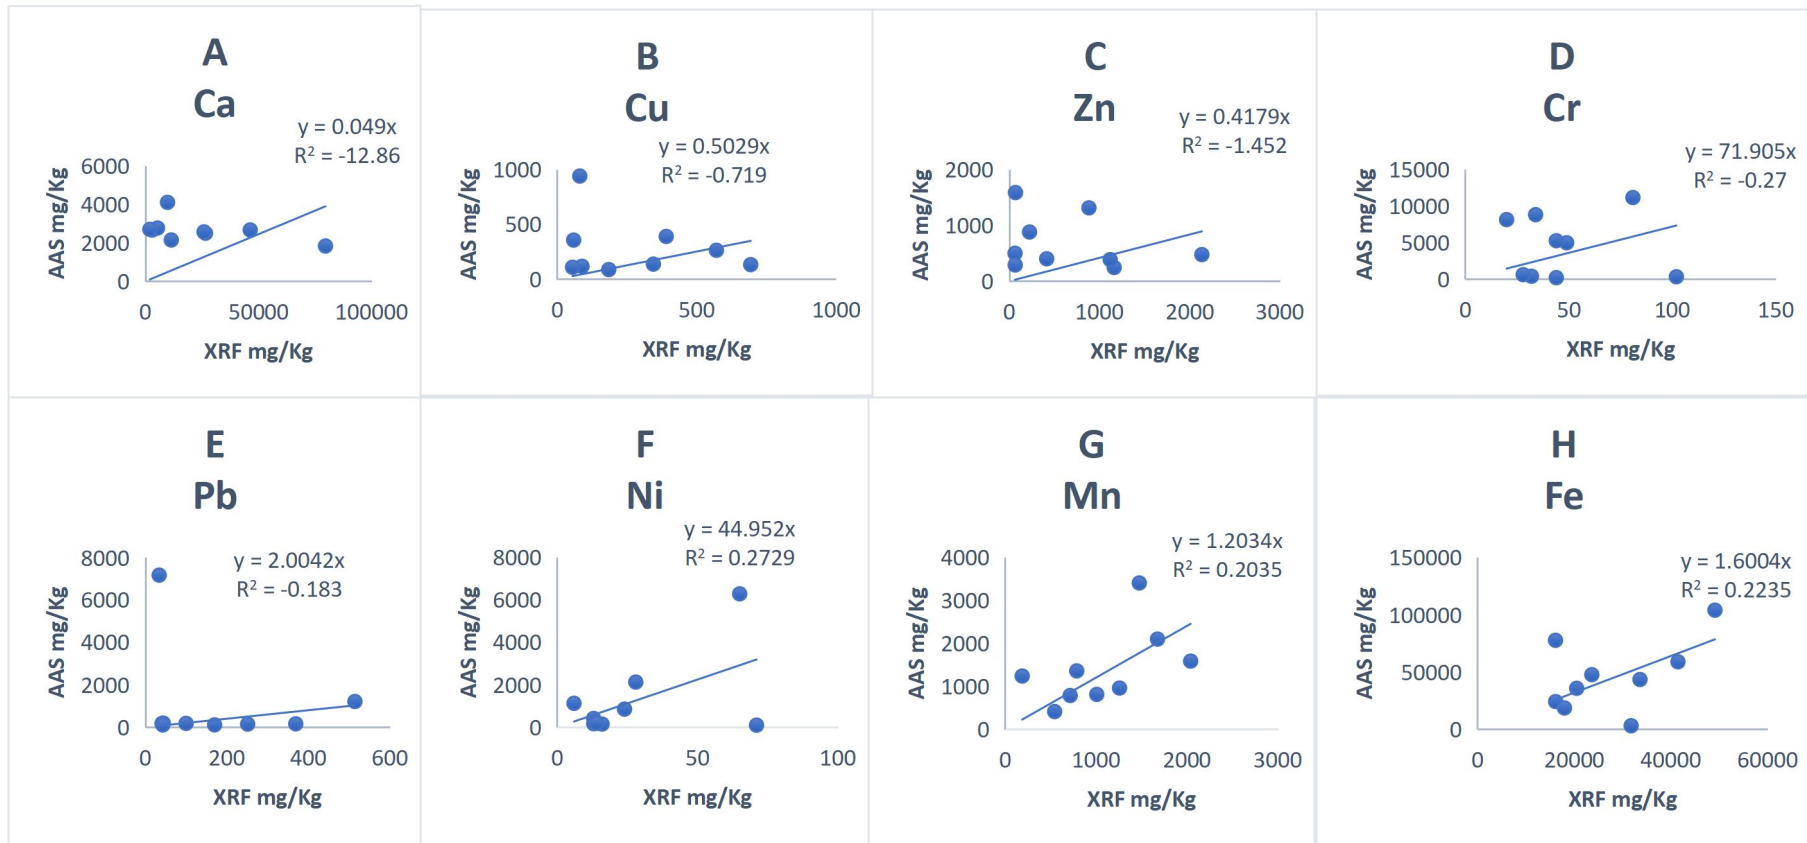 A
Ca
y = 0.049x
R² = -12.86
6000
4000
2000
0
AAS mg/Kg
0 50000 100000
XRF mg/Kg
B
Cu
y = 0.5029x
R² = -0.719
1000
500
0
AAS mg/Kg
0 500 1000
XRF mg/Kg
C
Zn
y = 0.4179x
R² = -1.452
2000
1000
0
AAS mg/Kg
0 1000 2000 3000
XRF mg/Kg
D
Cr
y = 71.905x
R² = -0.27
15000
10000
5000
0
AAS mg/Kg
0 50 100 150
XRF mg/Kg
E
Pb
y = 2.0042x
R² = -0.183
8000
6000
4000
2000
0
AAS mg/Kg
0 200 400 600
XRF mg/Kg
F
Ni
y = 44.952x
R² = 0.2729
8000
6000
4000
2000
0
AAS mg/Kg
0 50 100
XRF mg/Kg
G
Mn
y = 1.2034x
R² = 0.2035
4000
3000
2000
1000
0
AAS mg/Kg
0 1000 2000 3000
XRF mg/Kg
H
Fe
y = 1.6004x
R² = 0.2235
150000
100000
50000
0
AAS mg/Kg
0 20000 40000 60000
XRF mg/Kg